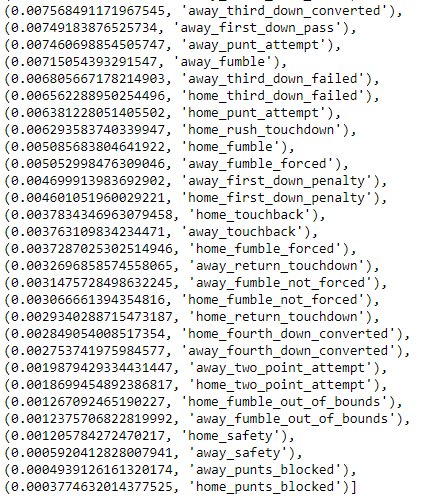 (0.007568491171967545, 'away_third_down_converted'),
(0.00749183876525734, 'away_first_down_pass'),
(0.007460698854505747, 'away_punt_attempt'),
(0.00715054393291547, 'away_fumble'),
(0.006805667178214903, 'away_third_down_failed'),
(0.006562288950254496, 'home_third_down_failed'),
(0.006381228051405502, 'home_punt_attempt'),
(0.006293583740339947, 'home_rush_touchdown'),
(0.005085683804641922, 'home_fumble'),
(0.005052998476309046, 'away_fumble_forced'),
(0.004699913983692902, 'away_first_down_penalty'),
(0.004601051960029221, 'home_first_down_penalty'),
(0.0037834346963079458, 'home_touchback'),
(0.003763109834234471, 'away_touchback'),
(0.0037287025302514946, 'home_fumble_forced'),
(0.0032696858574558065, 'away_return_touchdown'),
(0.0031475728498632245, 'away_fumble_not_forced'),
(0.003066661394354816, 'home_fumble_not_forced'),
(0.0029340288715473187, 'home_return_touchdown'),
(0.002849054008517354, 'home_fourth_down_converted'),
(0.002753741975984577, 'away_fourth_down_converted'),
(0.0019879429334431447, 'away_two_point_attempt'),
(0.0018699454892386817, 'home_two_point_attempt'),
(0.001267092465190227, 'home_fumble_out_of_bounds'),
(0.0012375706822819992, 'away_fumble_out_of_bounds'),
(0.001205784272470217, 'home_safety'),
(0.0005920412828007941, 'away_safety'),
(0.0004939126161320174, 'away_punts_blocked'),
(0.0003774632014377525, 'home_punts_blocked')]